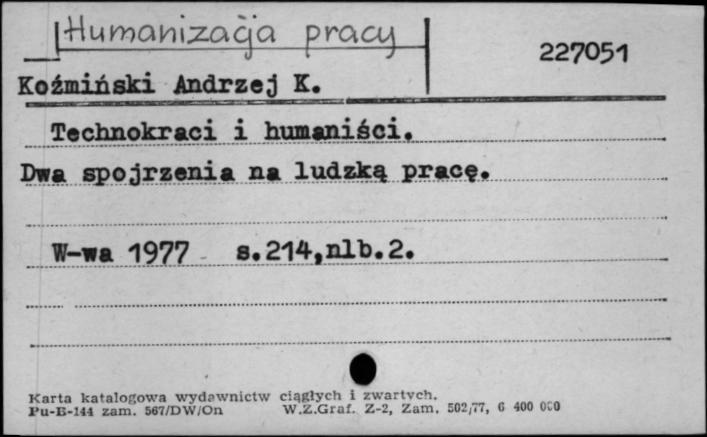 Humanizacja pracy
227051
Koźmiński Andrzej K.
Technokraci i humaniści.
Dwa spojrzenia na ludzką pracę.
W-wa 1977 s.214,nlb.2.
Karta katalogowa wydawnictw ciągłych i zwartych.
Pu-B-144 zam. 567/DW/On W.Z.Graf. Z-2, Zam. 502/77, 6 400 000